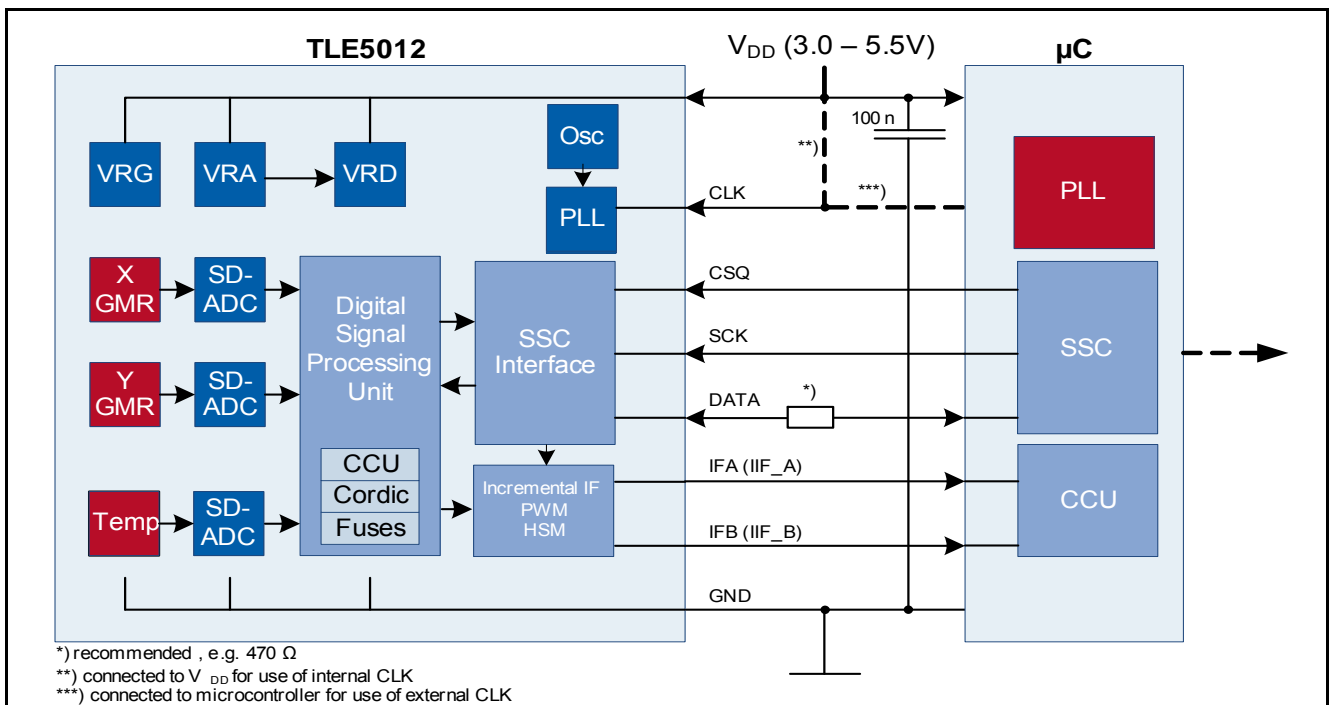 TLE5012
V DD (3.0 – 5.5V)
µC
100 n
**)
VRG
VRA
VRD
Osc
PLL
CLK
***)
PLL
X
GMR
SD-
ADC
Digital
Signal
Processing
Unit
SSC
Interface
CSQ
SCK
SSC
Y
GMR
SD-
ADC
DATA
*)
CCU
Cordic
Fuses
Incremental IF
PWM
HSM
IFA (IIF_A)
CCU
Temp
SD-
ADC
IFB (IIF_B)
GND
*) recommended , e.g. 470 Ω
**) connected to V DD for use of internal CLK
***) connected to microcontroller for use of external CLK